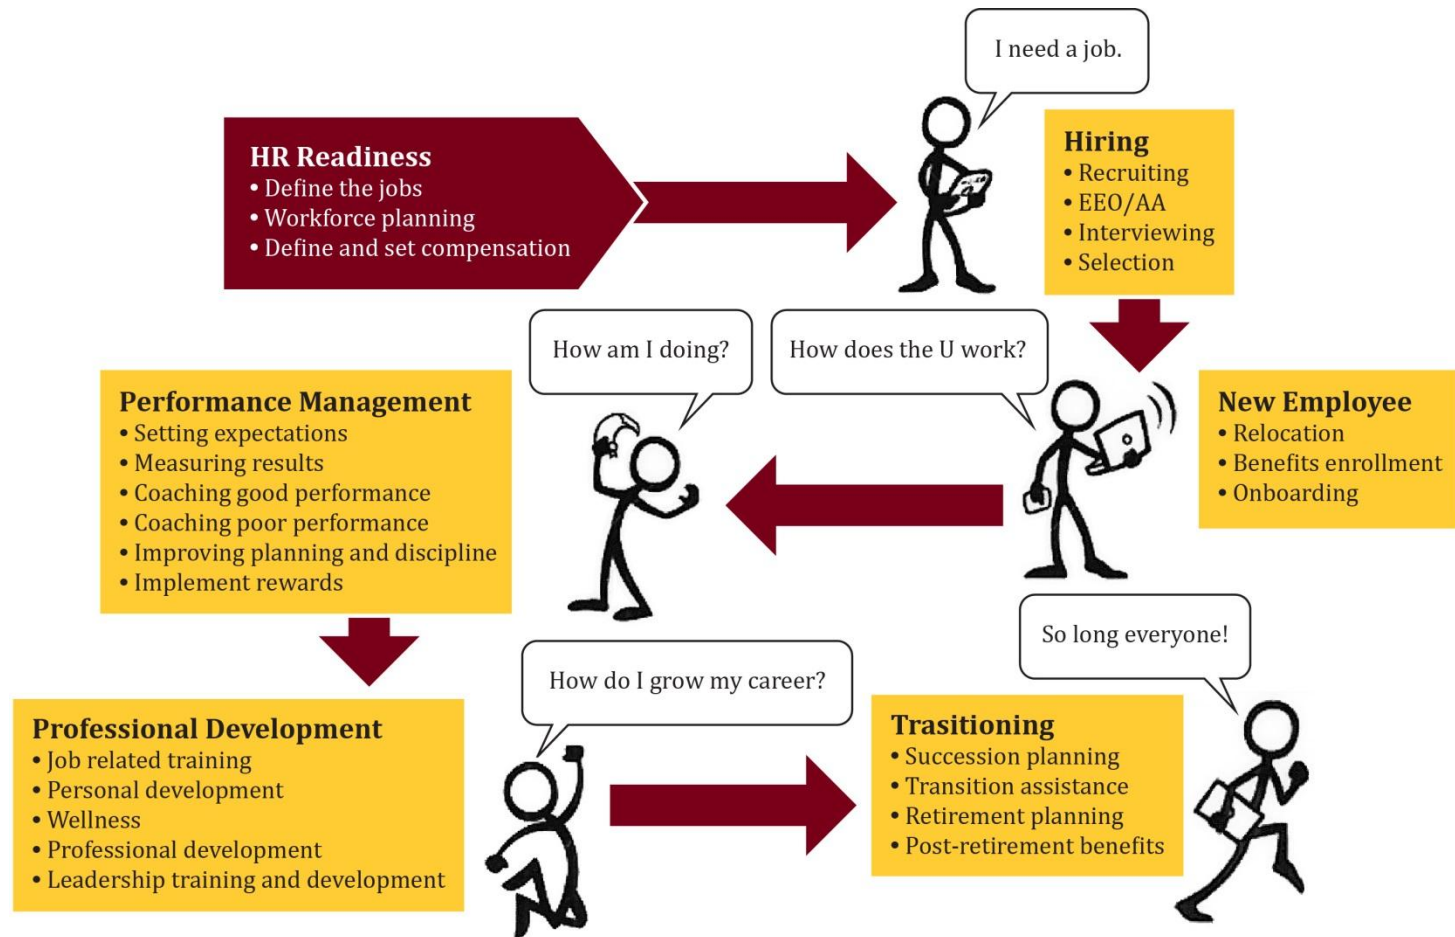 I need a job.
HR Readiness
• Define the jobs
• Workforce planning
• Define and set compensation
Hiring
• Recruiting
• EEO/AA
• Interviewing
• Selection
How am I doing?
How does the U work?
New Employee
• Relocation
• Benefits enrollment
• Onboarding
Performance Management
• Setting expectations
• Measuring results
• Coaching good performance
• Coaching poor performance
• Improving planning and discipline
• Implement rewards
Professional Development
• Job related training
• Personal development
• Wellness
• Professional development
• Leadership training and development
How do I grow my career?
Trasitioning
• Succession planning
• Transition assistance
• Retirement planning
• Post-retirement benefits
So long everyone!